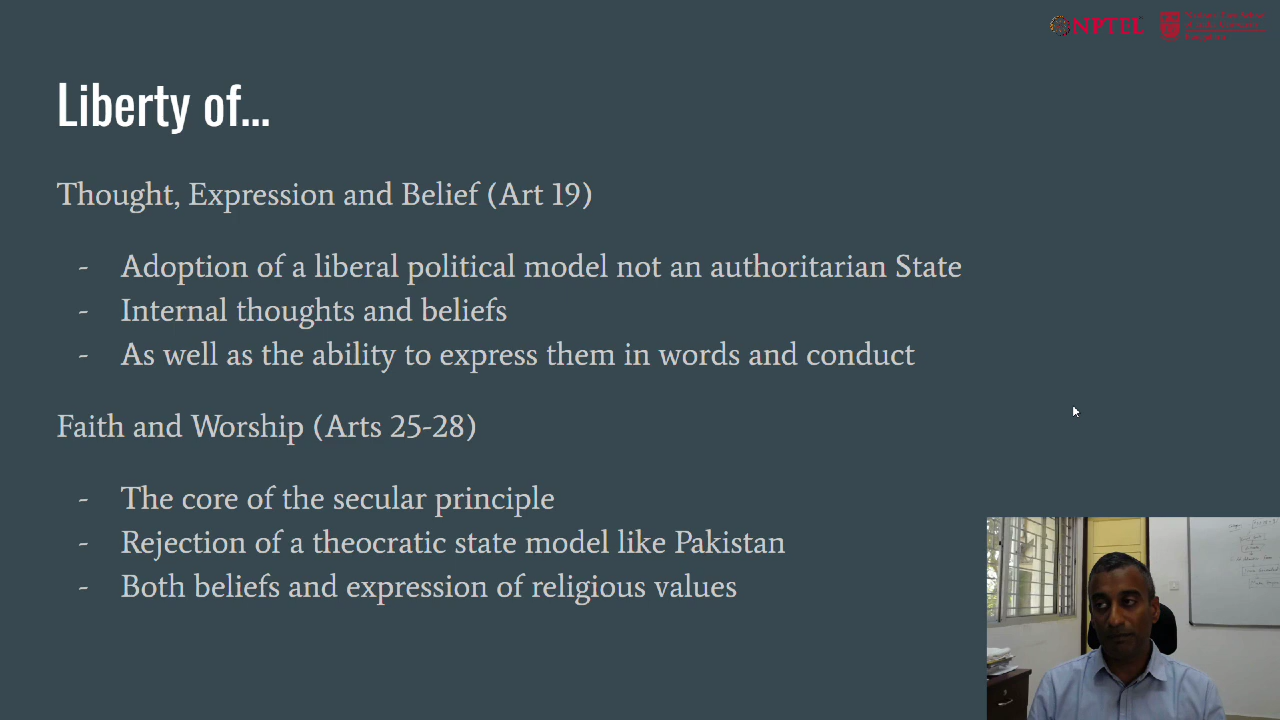 NPTEL
Liberty of...
Thought, Expression and Belief (Art 19)
- Adoption of a liberal political model not an authoritarian State
- Internal thoughts and beliefs
- As well as the ability to express them in words and conduct
Faith and Worship (Arts 25-28)
- The core of the secular principle
- Rejection of a theocratic state model like Pakistan
- Both beliefs and expression of religious values